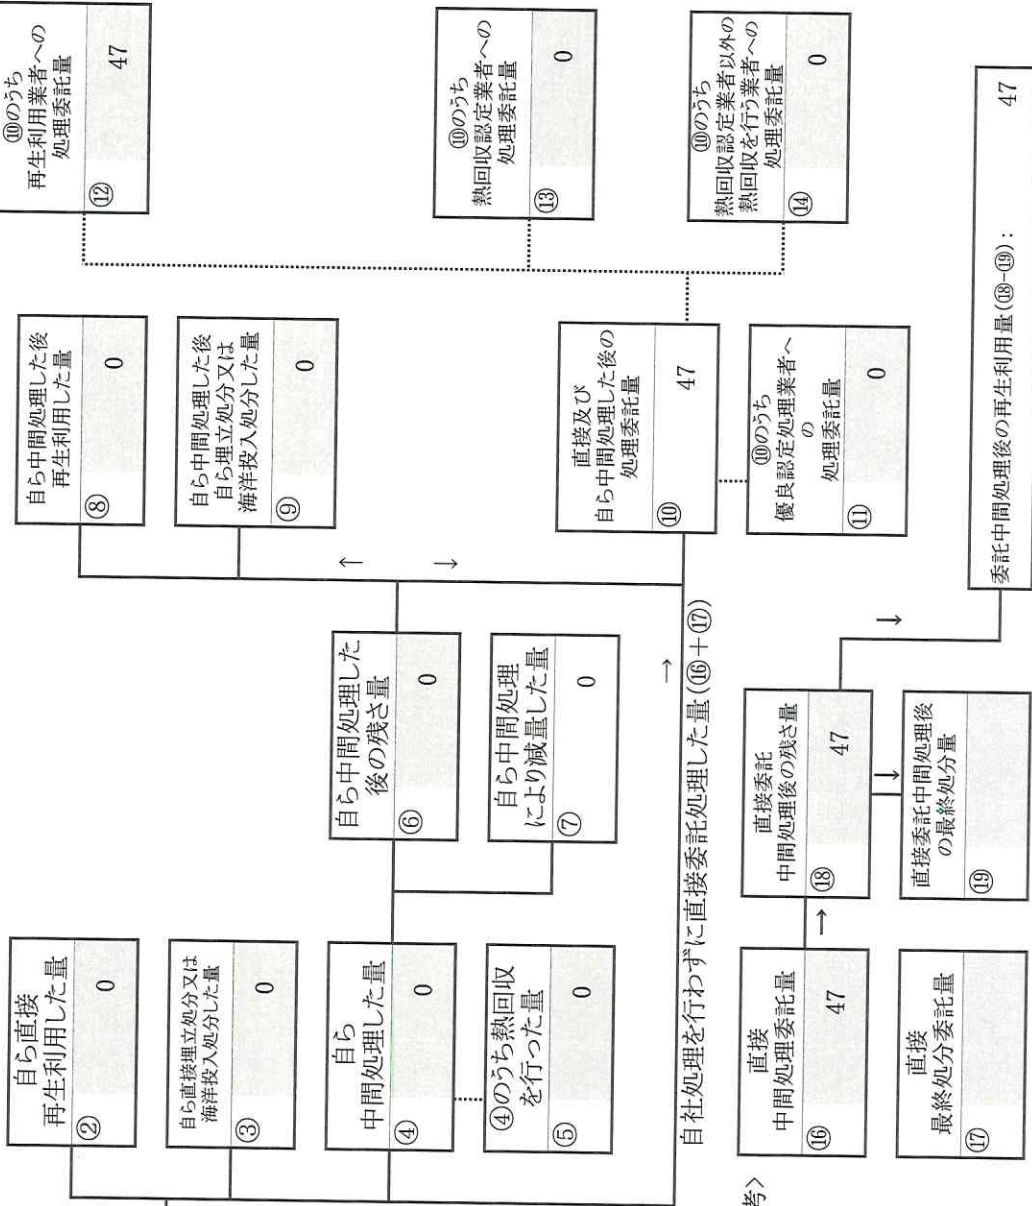 自ら直接
再生利用した量
② 0
自ら直接埋立処分又は
海洋投入処分した量
③ 0
自ら
中間処理した量
④ 0
④のうち熱回収
を行った量
⑤ 0
自ら中間処理した
後の残さ量
⑥ 0
自ら中間処理
により減量した量
⑦ 0
自ら中間処理した後
再生利用した量
⑧ 0
自ら中間処理した後
自ら埋立処分又は
海洋投入処分した量
⑨ 0
直接及び
自ら中間処理した後の
処理委託量
⑩ 47
⑩のうち
優良認定処理業者へ
の
処理委託量
⑪ 0
⑩のうち
再生利用業者への
処理委託量
⑫ 47
⑩のうち
熱回収認定業者への
処理委託量
⑬ 0
⑩のうち
熱回収認定業者以外の
熱回収を行う業者への
処理委託量
⑭ 0
自社処理を行わずに直接委託処理した量(⑯+⑰)
考>
直接
中間処理委託量
⑯ 47
直接
最終処分委託量
⑰
直接委託
中間処理後の残さ量
⑱ 47
直接委託中間処理後
の最終処分量
⑲
委託中間処理後の再生利用量(⑱-⑲): 47